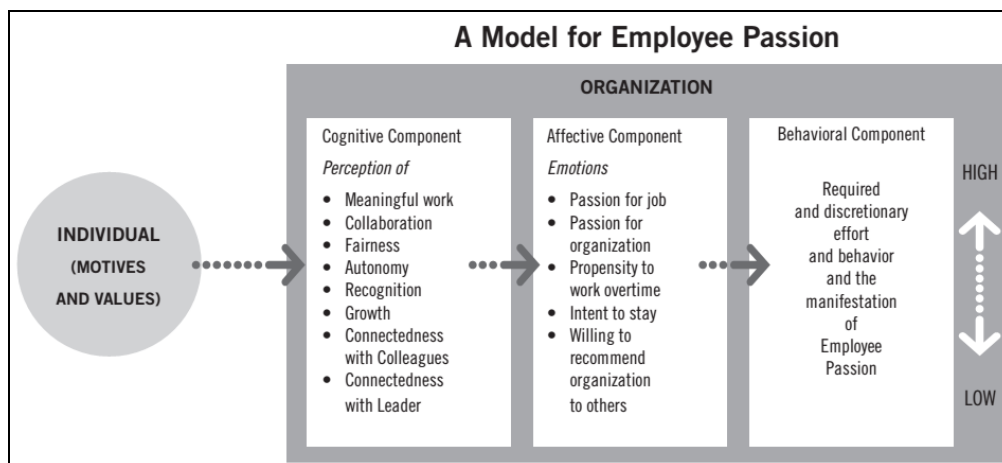 A Model for Employee Passion
ORGANIZATION
INDIVIDUAL
(MOTIVES
AND VALUES)
Cognitive Component
Perception of
• Meaningful work
• Collaboration
• Fairness
• Autonomy
• Recognition
• Growth
• Connectedness
with Colleagues
• Connectedness
with Leader
Affective Component
Emotions
• Passion for job
• Passion for
organization
• Propensity to
work overtime
• Intent to stay
• Willing to
recommend
organization
to others
Behavioral Component
Required
and discretionary
effort
and behavior
and the
manifestation
of
Employee
Passion
HIGH
LOW